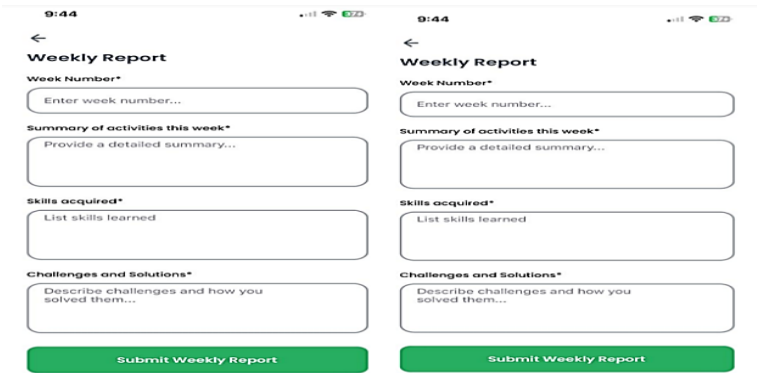 9:44
Weekly Report
Week Number*
Enter week number...
Summary of activities this week*
Provide a detailed summary...
Skills acquired*
List skills learned
Challenges and Solutions*
Describe challenges and how you
solved them...
Submit Weekly Report
9:44
Weekly Report
Week Number*
Enter week number...
Summary of activities this week*
Provide a detailed summary...
Skills acquired*
List skills learned
Challenges and Solutions*
Describe challenges and how you
solved them...
Submit Weekly Report